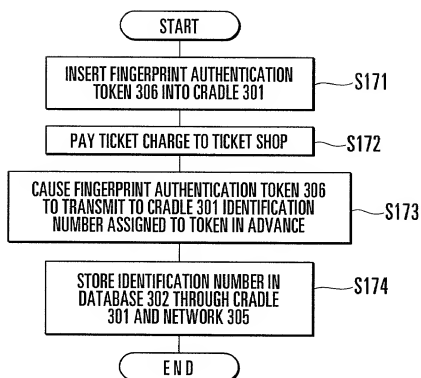 START
INSERT FINGERPRINT AUTHENTICATION
TOKEN 306 INTO CRADLE 301
S171
PAY TICKET CHARGE TO TICKET SHOP
S172
CAUSE FINGERPRINT AUTHENTICATION TOKEN 306
TO TRANSMIT TO CRADLE 301 IDENTIFICATION
NUMBER ASSIGNED TO TOKEN IN ADVANCE
S173
STORE IDENTIFICATION NUMBER IN
DATABASE 302 THROUGH CRADLE
301 AND NETWORK 305
S174
END